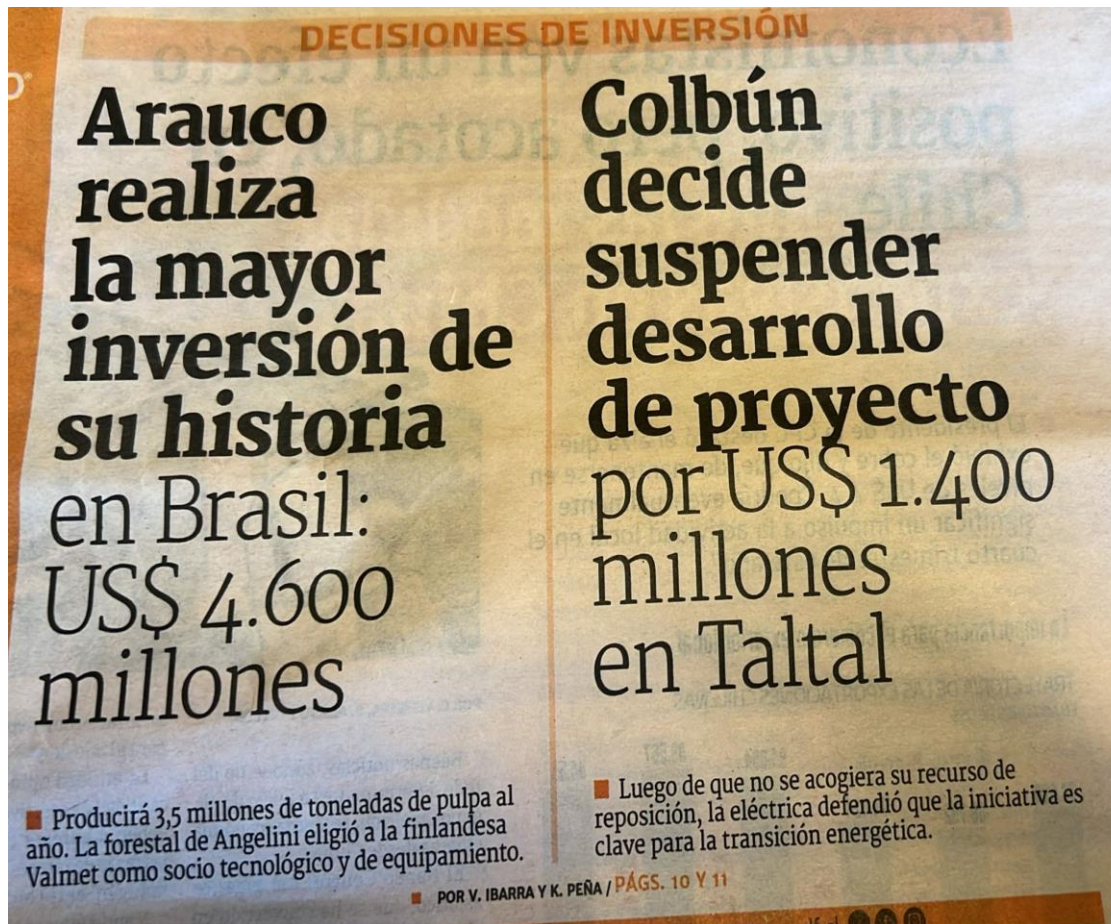 DECISIONES DE INVERSIÓN
Arauco
realiza
la mayor
inversión de
su historia
en Brasil:
US$ 4.600
millones
■ Producirá 3,5 millones de toneladas de pulpa al
año. La forestal de Angelini eligió a la finlandesa
Valmet como socio tecnológico y de equipamiento.
Colbún
decide
suspender
desarrollo
de proyecto
por US$ 1.400
millones
en Taltal
■ Luego de que no se acogiera su recurso de
reposición, la eléctrica defendió que la iniciativa es
clave para la transición energética.
■ POR V. IBARRA Y K. PEÑA / PÁGS. 10 Y 11